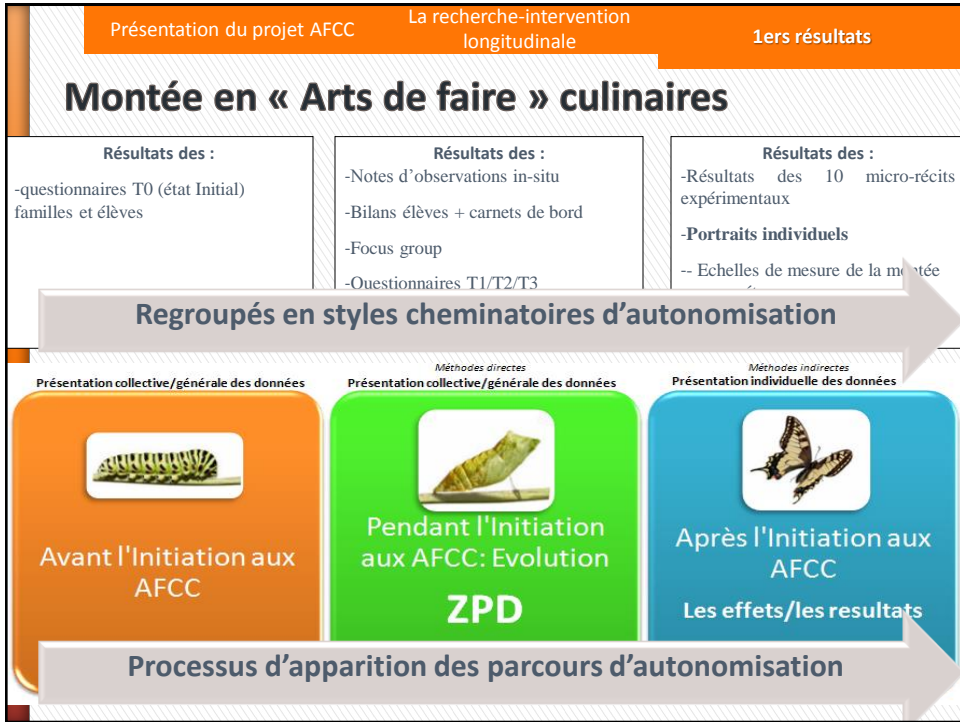 Présentation du projet AFCC
La recherche-intervention
longitudinale
1ers résultats
Montée en « Arts de faire » culinaires
Résultats des :
-questionnaires T0 (état Initial)
familles et élèves
Résultats des :
-Notes d'observations in-situ
-Bilans élèves + carnets de bord
-Focus group
-Questionnaires T1/T2/T3
Résultats des :
-Résultats des 10 micro-récits
expérimentaux
-Portraits individuels
-- Echelles de mesure de la montée
Regroupés en styles cheminatoires d'autonomisation
Présentation collective/générale des données
Méthodes directes
Présentation collective/générale des données
Méthodes indirectes
Présentation individuelle des données
Avant l'Initiation aux
AFCC
Pendant l'Initiation
aux AFCC: Evolution
ZPD
Après l'Initiation aux
AFCC
Les effets/les resultats
Processus d'apparition des parcours d'autonomisation